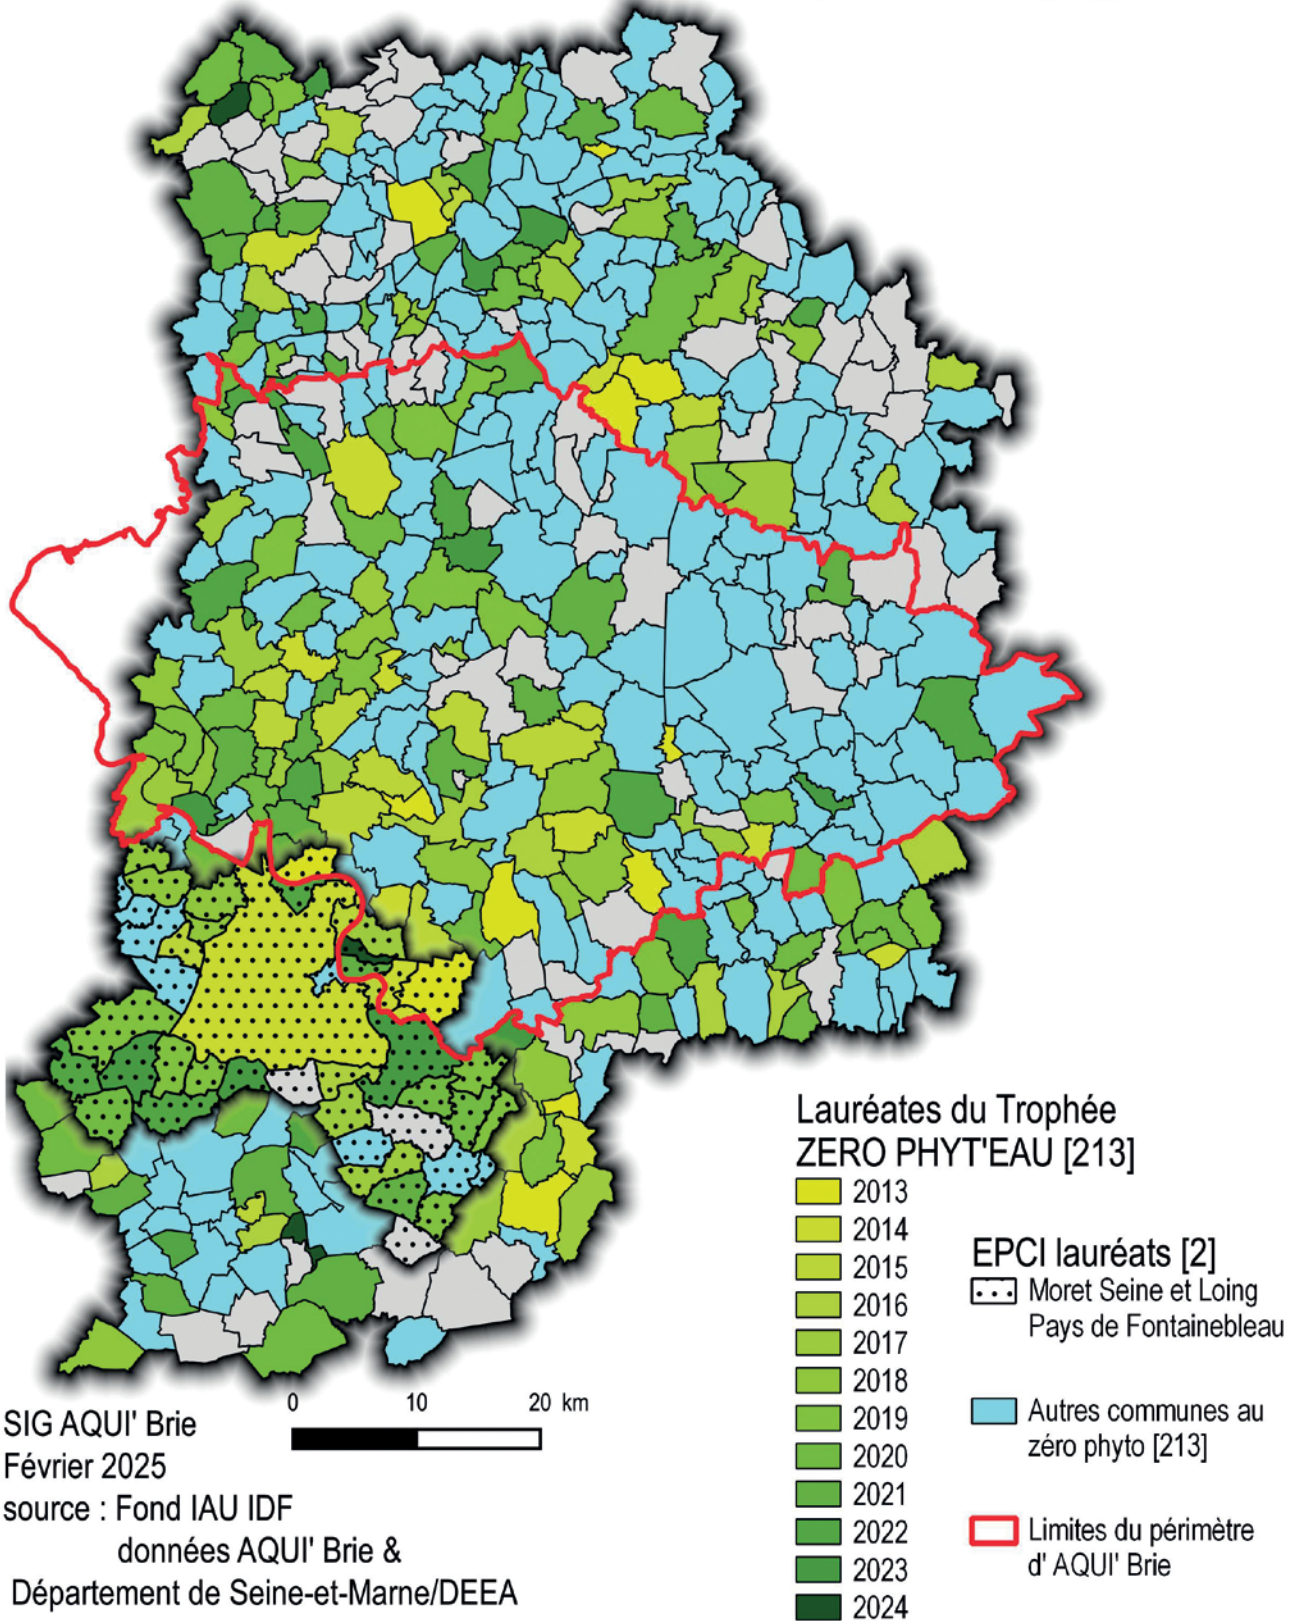 Lauréates du Trophée
ZERO PHYT'EAU [213]
2013
2014
2015
2016
2017
2018
2019
2020
2021
2022
2023
2024
EPCI lauréats [2]
Moret Seine et Loing
Pays de Fontainebleau
Autres communes au
zéro phyto [213]
Limites du périmètre
d' AQUI' Brie
0 10 20 km
SIG AQUI' Brie
Février 2025
source : Fond IAU IDF
données AQUI' Brie &
Département de Seine-et-Marne/DEEA